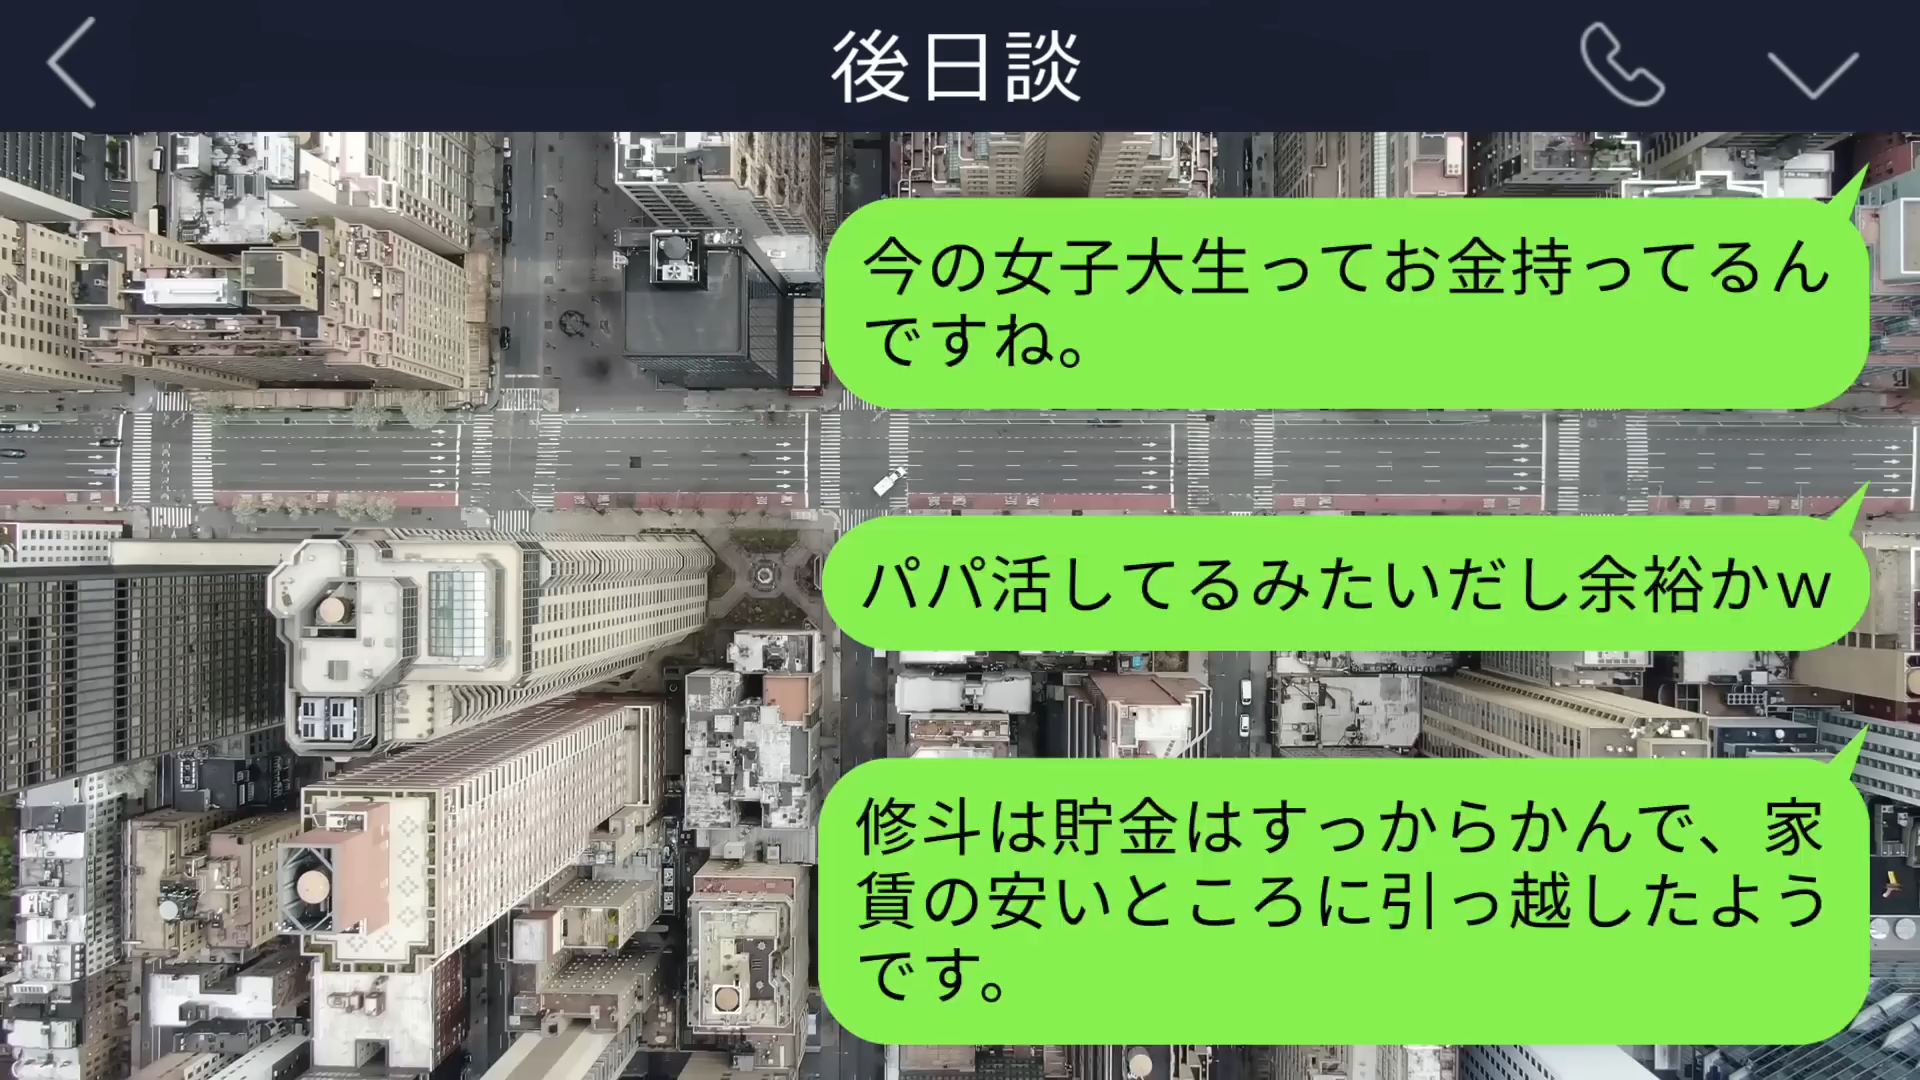 後日談
今の女子大生ってお金持ってるん
ですね。
パパ活してるみたいだし余裕かw
修斗は貯金はすっからかんで、家
賃の安いところに引っ越したよう
です。